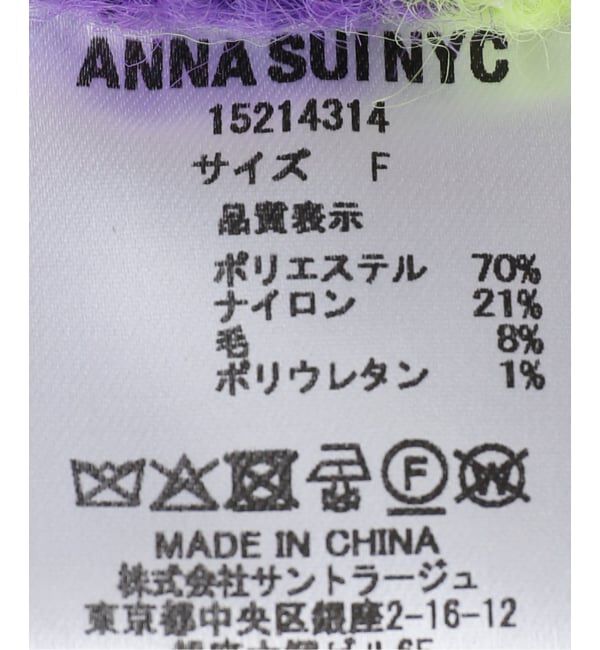 ANNA SUI NYC
15214314
サイズ F
品質表示
ポリエステル 70%
ナイロン 21%
毛 8%
ポリウレタン 1%
F W
MADE IN CHINA
株式会社サントラージュ
東京都中央区銀座2-16-12